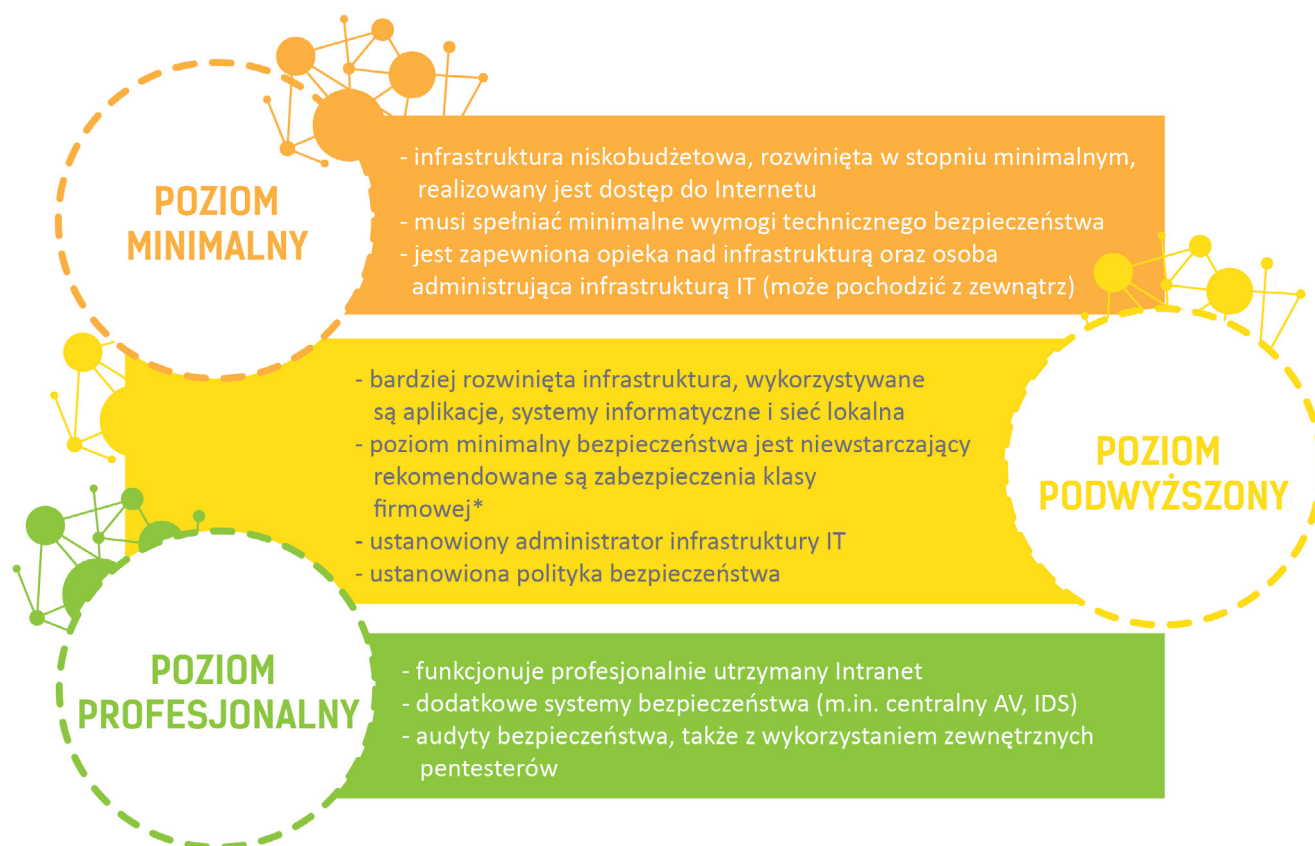 POZIOM
MINIMALNY
- infrastruktura niskobudżetowa, rozwinięta w stopniu minimalnym,
realizowany jest dostęp do Internetu
- musi spełniać minimalne wymogi technicznego bezpieczeństwa
- jest zapewniona opieka nad infrastrukturą oraz osoba
administrująca infrastrukturą IT (może pochodzić z zewnątrz)
- bardziej rozwinięta infrastruktura, wykorzystywane
są aplikacje, systemy informatyczne i sieć lokalna
- poziom minimalny bezpieczeństwa jest niewstarczający
rekomendowane są zabezpieczenia klasy
firmowej*
- ustanowiony administrator infrastruktury IT
- ustanowiona polityka bezpieczeństwa
POZIOM
PODWYŻSZONY
POZIOM
PROFESJONALNY
- funkcjonuje profesjonalnie utrzymany Intranet
- dodatkowe systemy bezpieczeństwa (m.in. centralny AV, IDS)
- audyty bezpieczeństwa, także z wykorzystaniem zewnętrznych
pentesterów